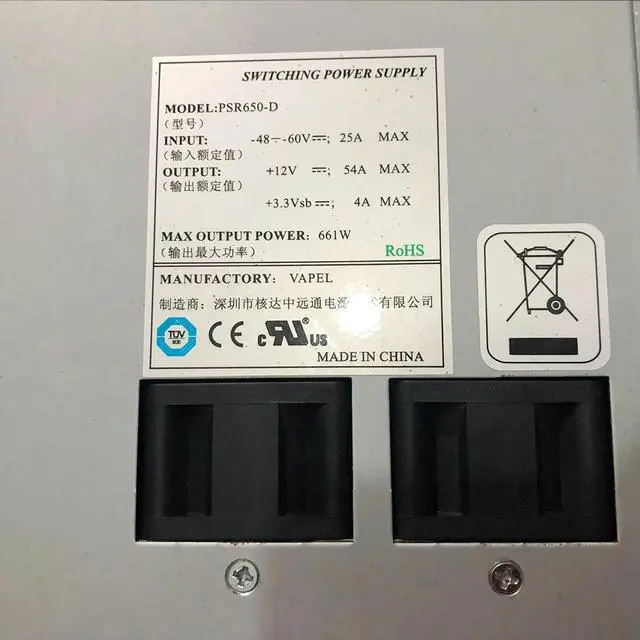 SWITCHING POWER SUPPLY
MODEL:PSR650-D
(型号)
INPUT: -48---60V⎓; 25A MAX
(输入额定值)
OUTPUT: +12V ⎓; 54A MAX
(输出额定值)
+3.3Vsb ⎓; 4A MAX
MAX OUTPUT POWER: 661W
(输出最大功率)
RoHS
MANUFACTORY: VAPEL
制造商：深圳市核达中远通电源 术有限公司
TÜV CE c RU ® US
MADE IN CHINA